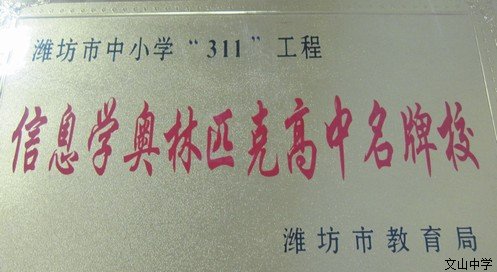 潍坊市中小学“311”工程
信息学奥林匹克高中名牌校
潍坊市教育局
文山中学